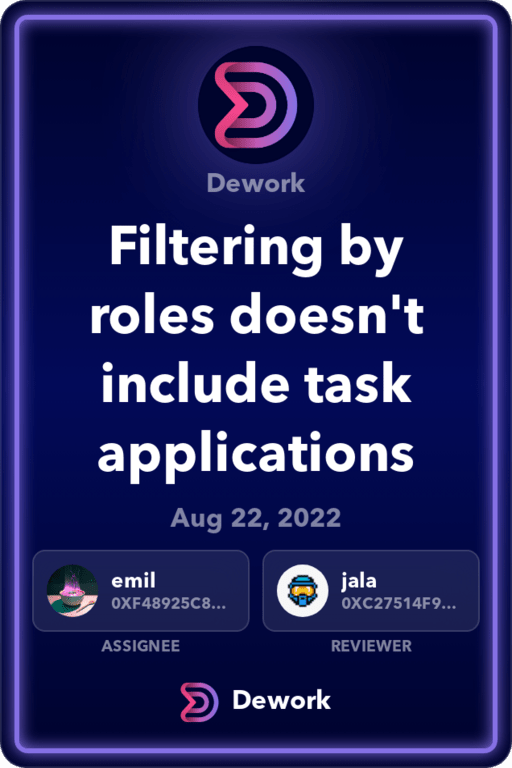 Dework
Filtering by
roles doesn't
include task
applications
Aug 22, 2022
emil
0XF48925C8...
ASSIGNEE
jala
0XC27514F9...
REVIEWER
Dework